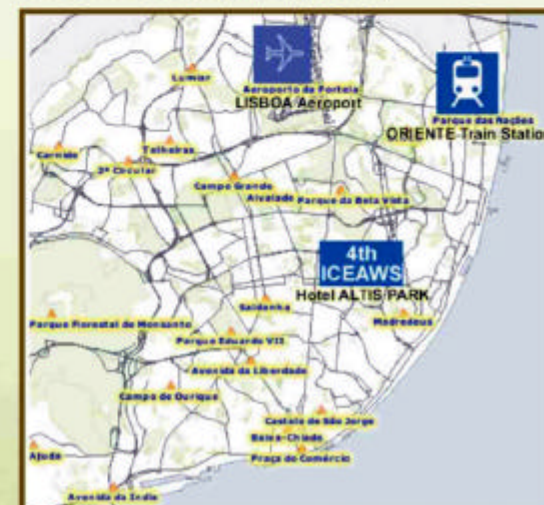 Lumiar
Aeroporto da Portela
LISBOA Aeroport
Parque das Nações
ORIENTE Train Station
Carnide
Telheiras
2ª Circular
Campo Grande
Alvalade
Parque da Bela Vista
4th
ICEAWS
Hotel ALTIS PARK
Saldanha
Madredeus
Parque Florestal de Monsanto
Parque Eduardo VII
Avenida da Liberdade
Campo de Ourique
Castelo de São Jorge
Baixa-Chiado
Praça do Comércio
Ajuda
Avenida da India